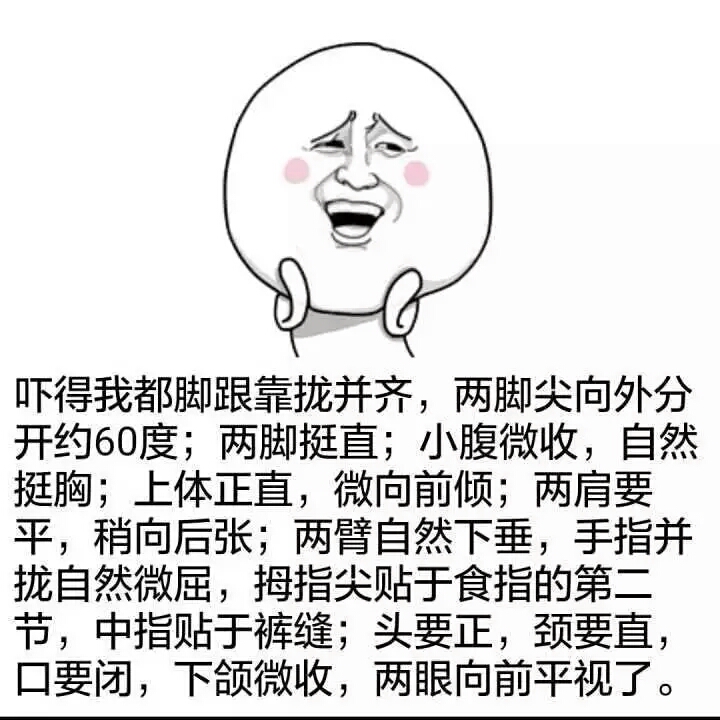 吓得我都脚跟靠拢并齐，两脚尖向外分
开约60度；两脚挺直；小腹微收，自然
挺胸；上体正直，微向前倾；两肩要
平，稍向后张；两臂自然下垂，手指并
拢自然微屈，拇指尖贴于食指的第二
节，中指贴于裤缝；头要正，颈要直，
口要闭，下颌微收，两眼向前平视了。